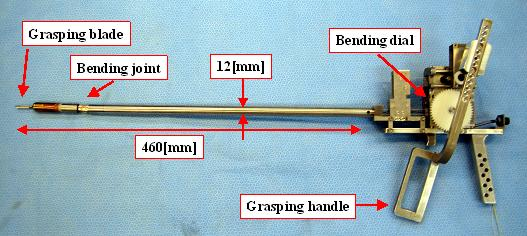 Grasping blade
Bending dial
Bending joint
12[mm]
460[mm]
Grasping handle